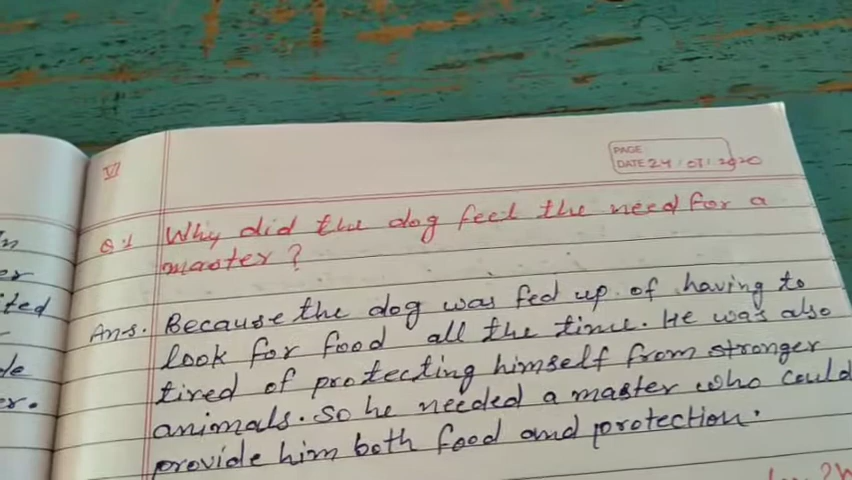 VI
PAGE
DATE 24/07/2020
Q.1 Why did the dog feel the need for a
master?
Ans. Because the dog was fed up of having to
look for food all the time. He was also
tired of protecting himself from stronger
animals. So he needed a master who could
provide him both food and protection.